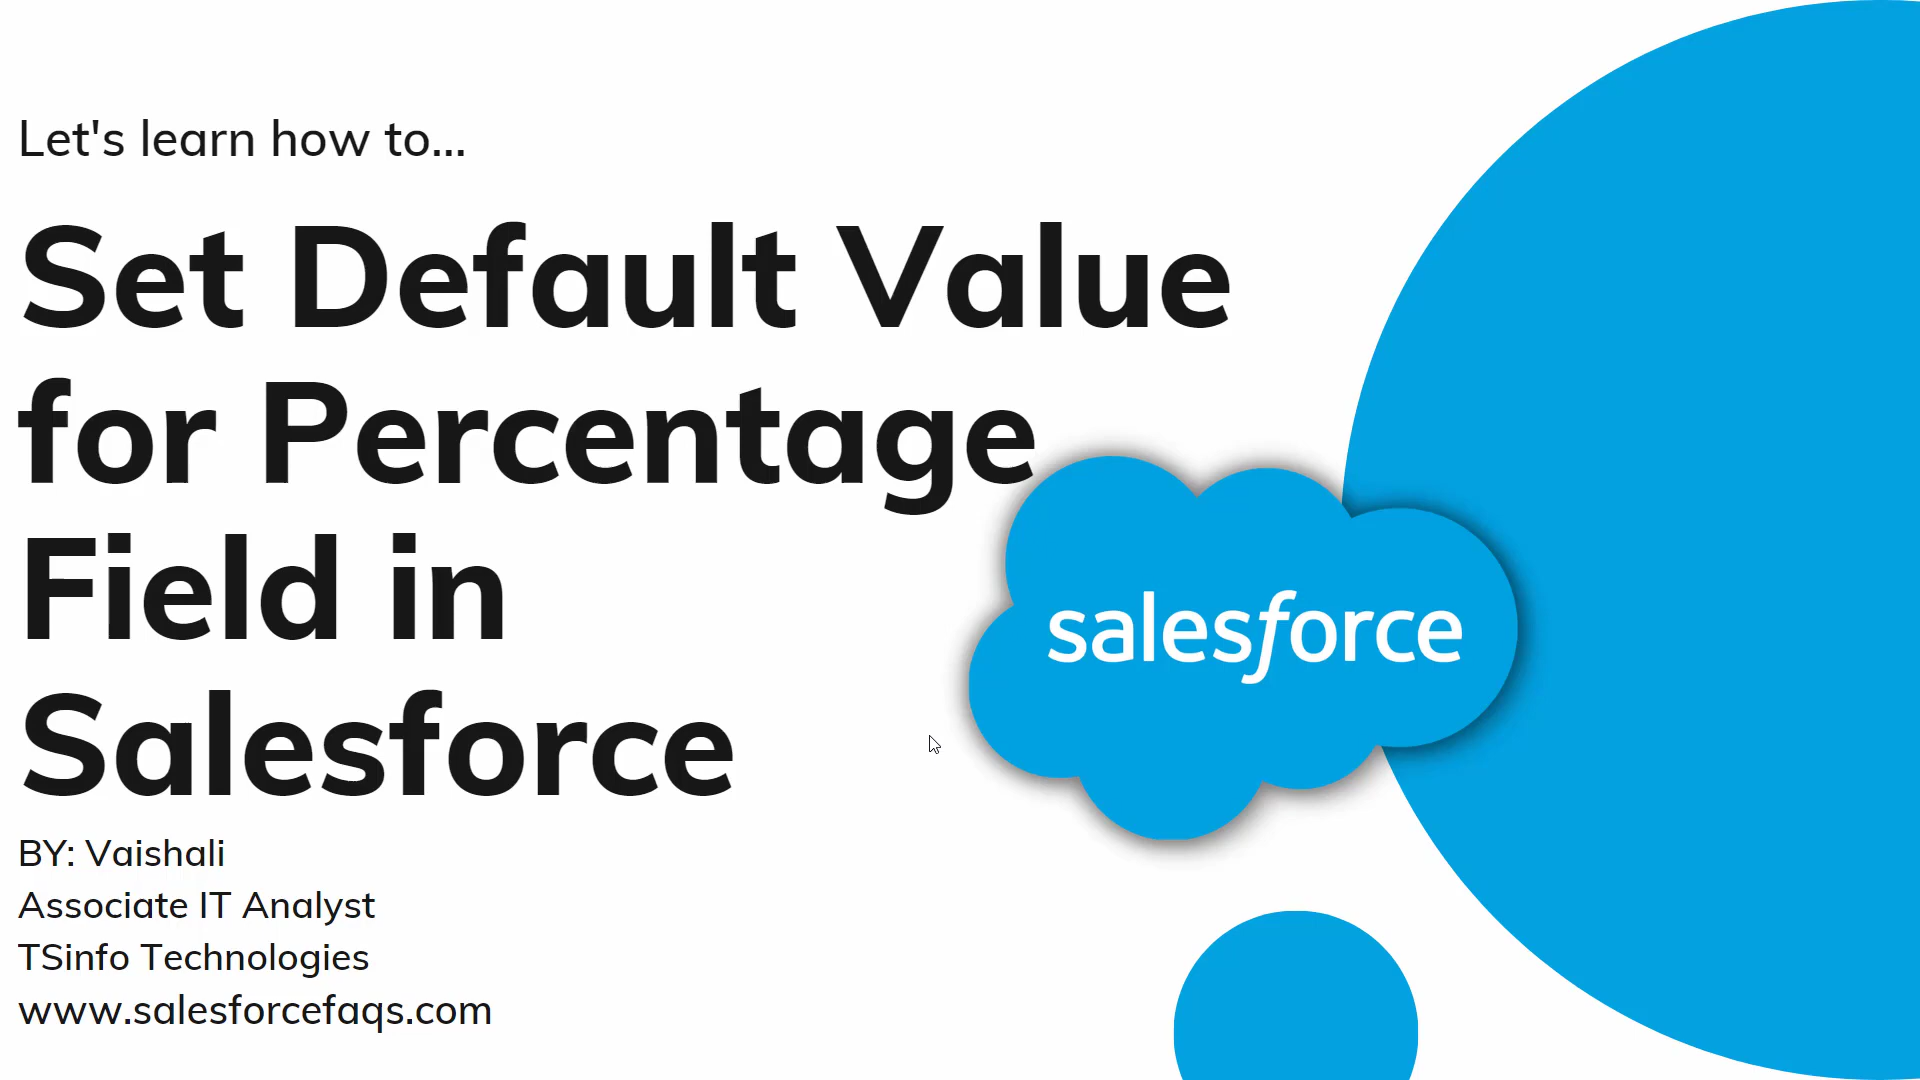 Let's learn how to...
Set Default Value
for Percentage
Field in
Salesforce
salesforce
BY: Vaishali
Associate IT Analyst
TSinfo Technologies
www.salesforcefaqs.com